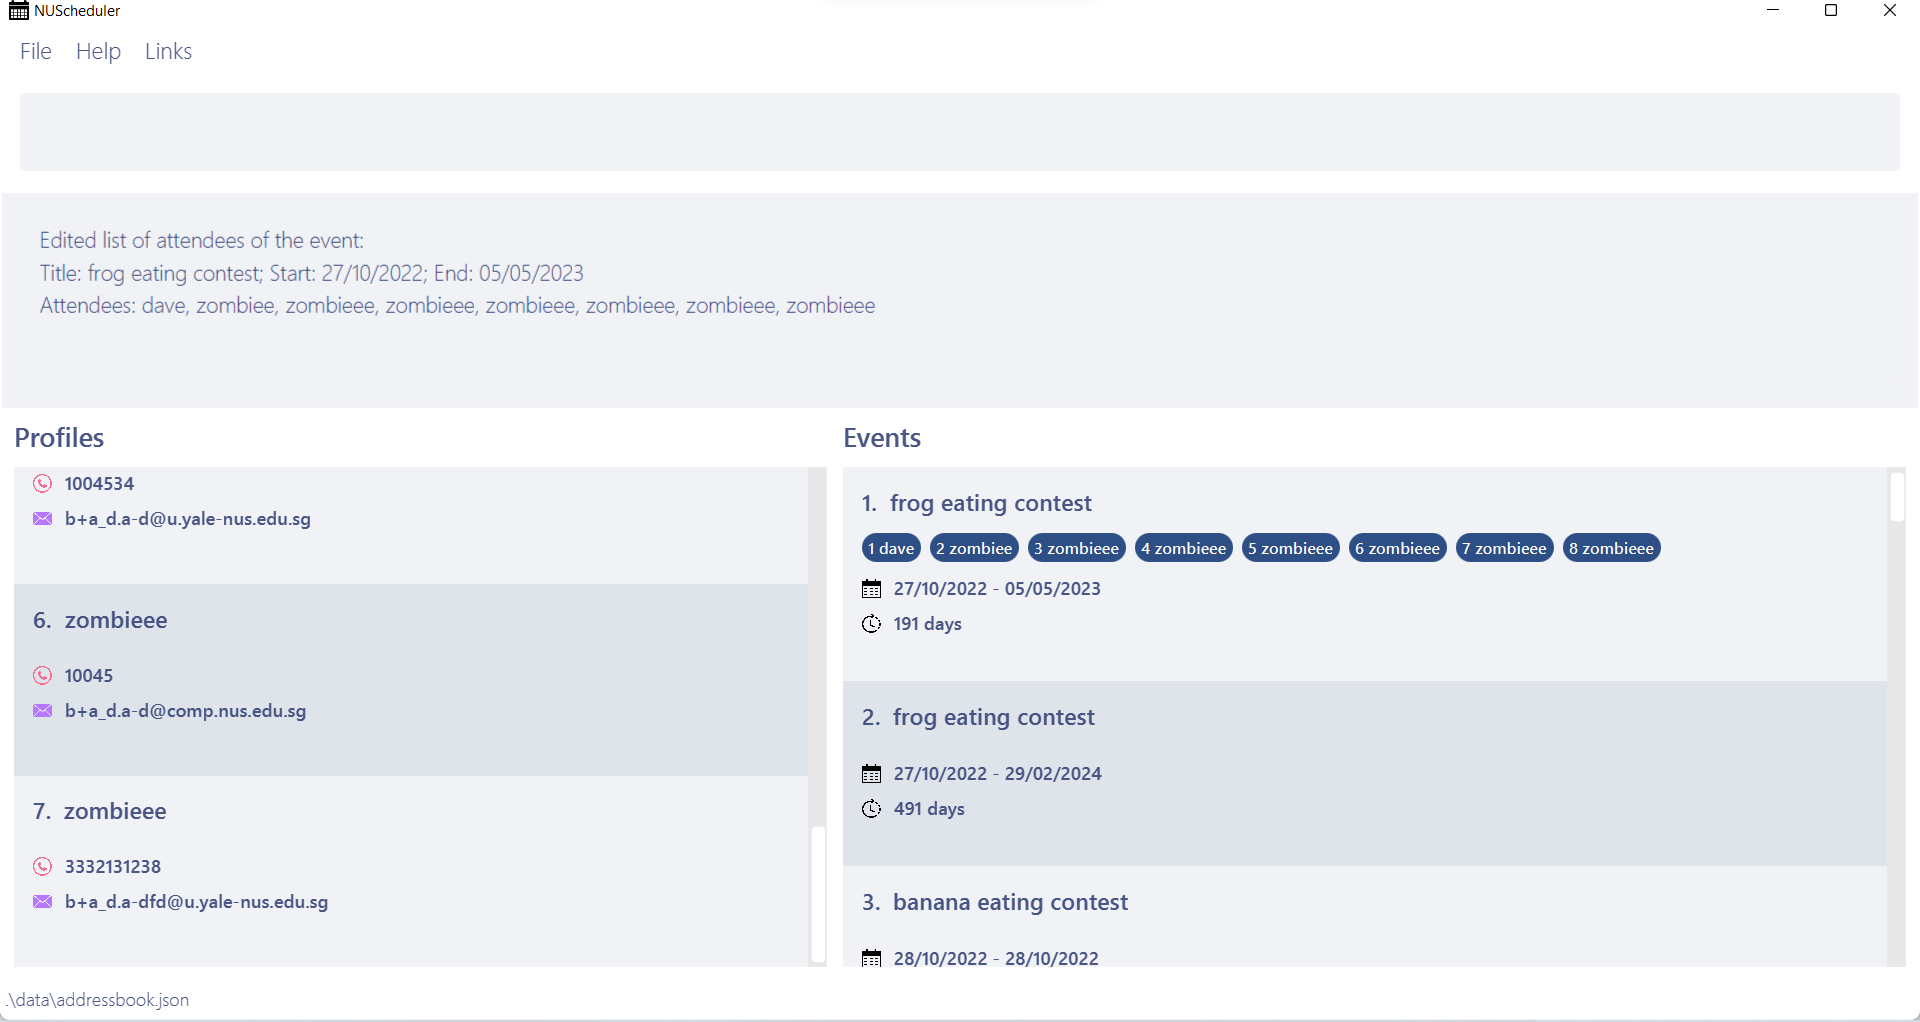 NUScheduler
File Help Links
Edited list of attendees of the event:
Title: frog eating contest; Start: 27/10/2022; End: 05/05/2023
Attendees: dave, zombiee, zombieee, zombieee, zombieee, zombieee, zombieee, zombieee
Profiles
1004534
b+a_d.a-d@u.yale-nus.edu.sg
6. zombieee
10045
b+a_d.a-d@comp.nus.edu.sg
7. zombieee
3332131238
b+a_d.a-dfd@u.yale-nus.edu.sg
Events
1. frog eating contest
1 dave 2 zombiee 3 zombieee 4 zombieee 5 zombieee 6 zombieee 7 zombieee 8 zombieee
27/10/2022 - 05/05/2023
191 days
2. frog eating contest
27/10/2022 - 29/02/2024
491 days
3. banana eating contest
28/10/2022 - 28/10/2022
.\data\addressbook.json